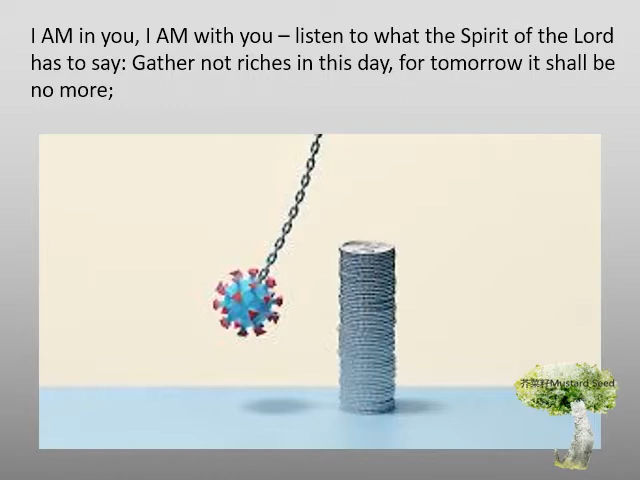 I AM in you, I AM with you – listen to what the Spirit of the Lord
has to say: Gather not riches in this day, for tomorrow it shall be
no more;
芥菜籽Mustard Seed